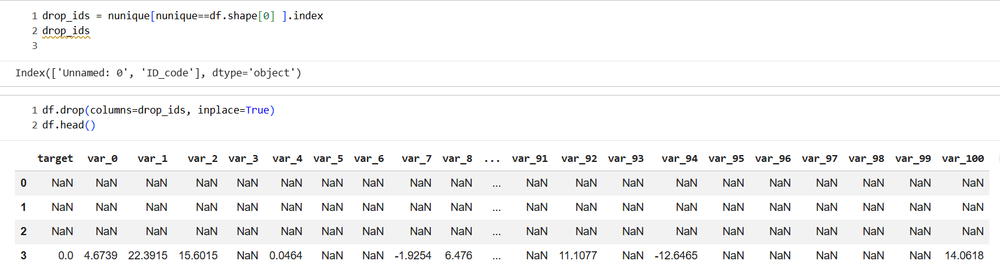 1 drop_ids = nunique[nunique==df.shape[0] ].index
2 drop_ids
3
Index(['Unnamed: 0', 'ID_code'], dtype='object')
1 df.drop(columns=drop_ids, inplace=True)
2 df.head()
target var_0 var_1 var_2 var_3 var_4 var_5 var_6 var_7 var_8 ... var_91 var_92 var_93 var_94 var_95 var_96 var_97 var_98 var_99 var_100
0 NaN NaN NaN NaN NaN NaN NaN NaN NaN NaN ... NaN NaN NaN NaN NaN NaN NaN NaN NaN NaN
1 NaN NaN NaN NaN NaN NaN NaN NaN NaN NaN ... NaN NaN NaN NaN NaN NaN NaN NaN NaN NaN
2 NaN NaN NaN NaN NaN NaN NaN NaN NaN NaN ... NaN NaN NaN NaN NaN NaN NaN NaN NaN NaN
3 0.0 4.6739 22.3915 15.6015 NaN 0.0464 NaN NaN -1.9254 6.476 ... NaN 11.1077 NaN -12.6465 NaN NaN NaN NaN NaN 14.0618